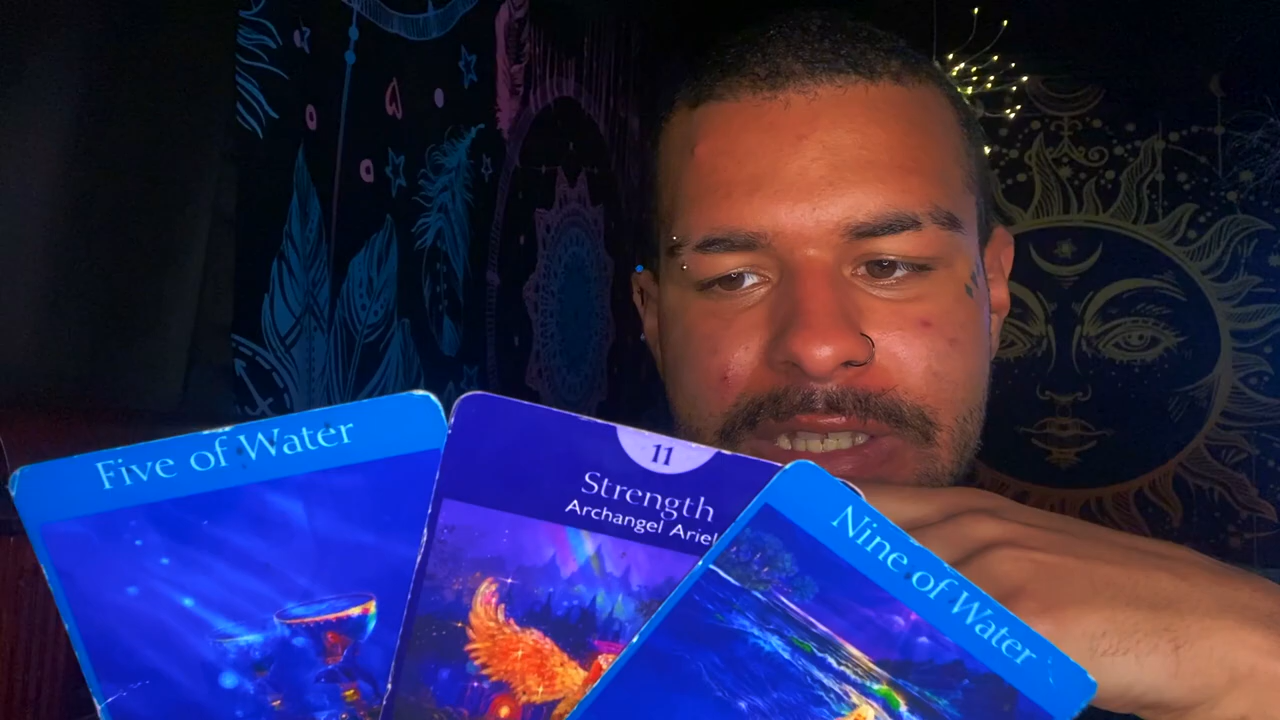 Five of Water
11
Strength
Archangel Ariel
Nine of Water